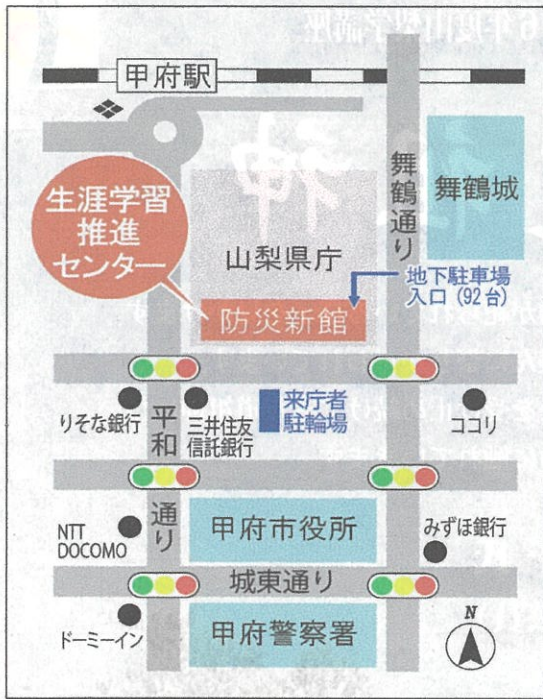 甲府駅
生涯学習
推進
センター
山梨県庁
舞鶴通り
舞鶴城
地下駐車場
入口（92台）
防災新館
りそな銀行
平和通り
三井住友
信託銀行
来庁者
駐輪場
ココリ
NTT
DOCOMO
甲府市役所
みずほ銀行
城東通り
ドーミーイン
甲府警察署
N